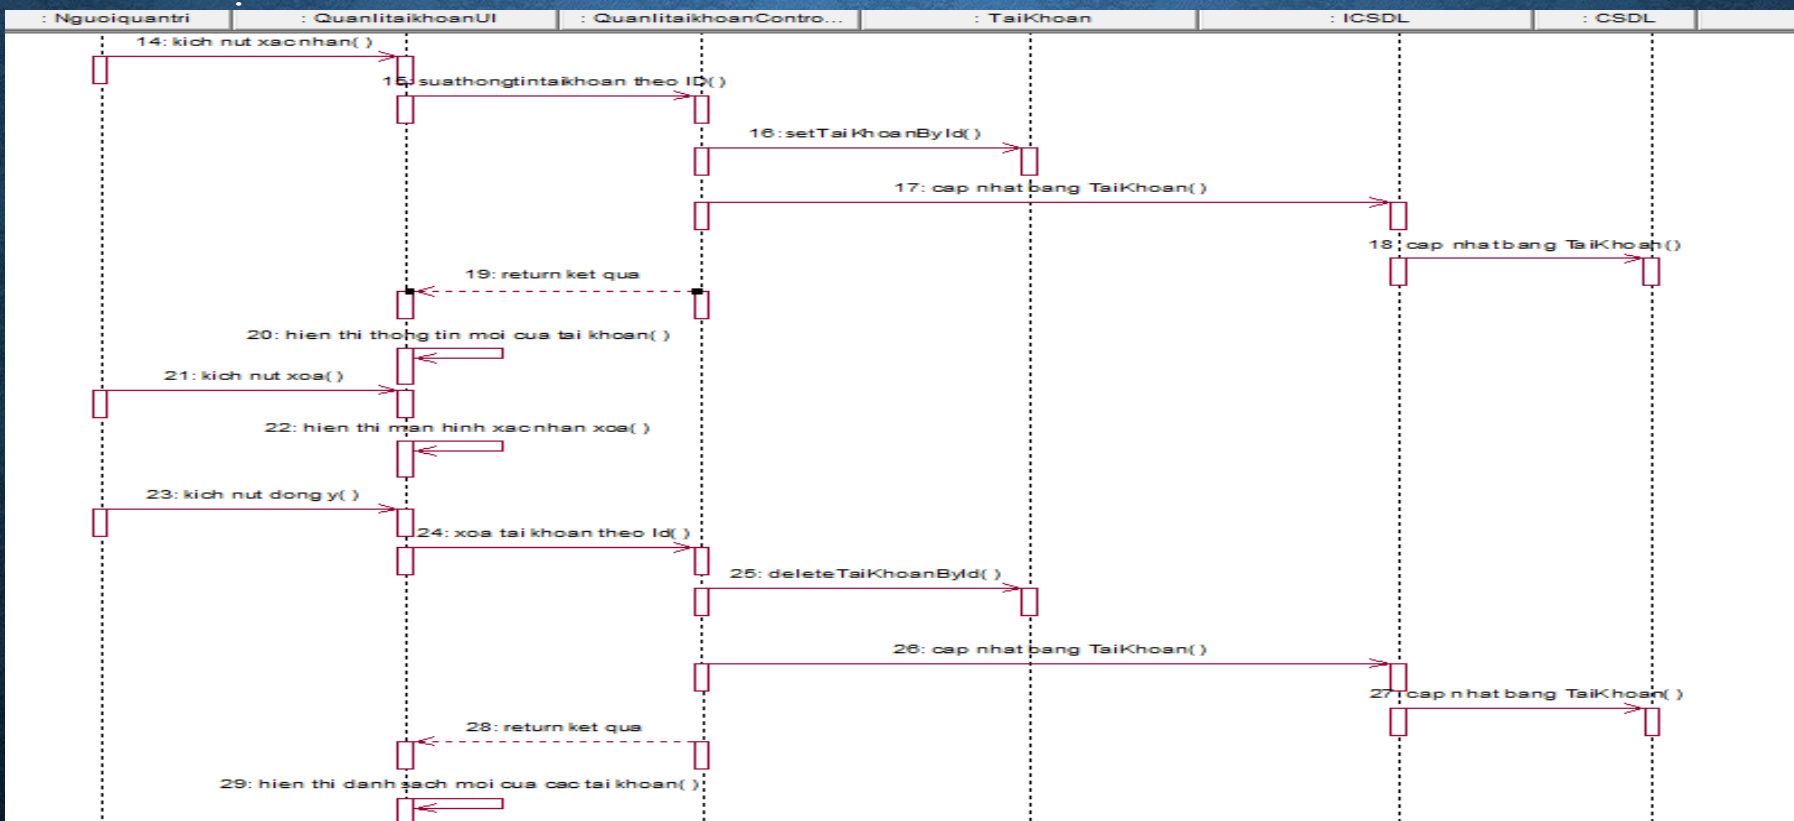 : Nguoiquantri
: QuanlitaikhoanUI
: QuanlitaikhoanContro...
: TaiKhoan
: ICSDL
: CSDL
14: kich nut xacnhan( )
15: suathongtintaikhoan theo ID( )
16: setTaiKhoanById( )
17: cap nhat bang TaiKhoan( )
18: cap nhat bang TaiKhoan( )
19: return ket qua
20: hien thi thong tin moi cua tai khoan( )
21: kich nut xoa( )
22: hien thi man hinh xacnhan xoa( )
23: kich nut dong y( )
24: xoa tai khoan theo Id( )
25: deleteTaiKhoanById( )
26: cap nhat bang TaiKhoan( )
27: cap nhat bang TaiKhoan( )
28: return ket qua
29: hien thi danh sach moi cua cac tai khoan( )